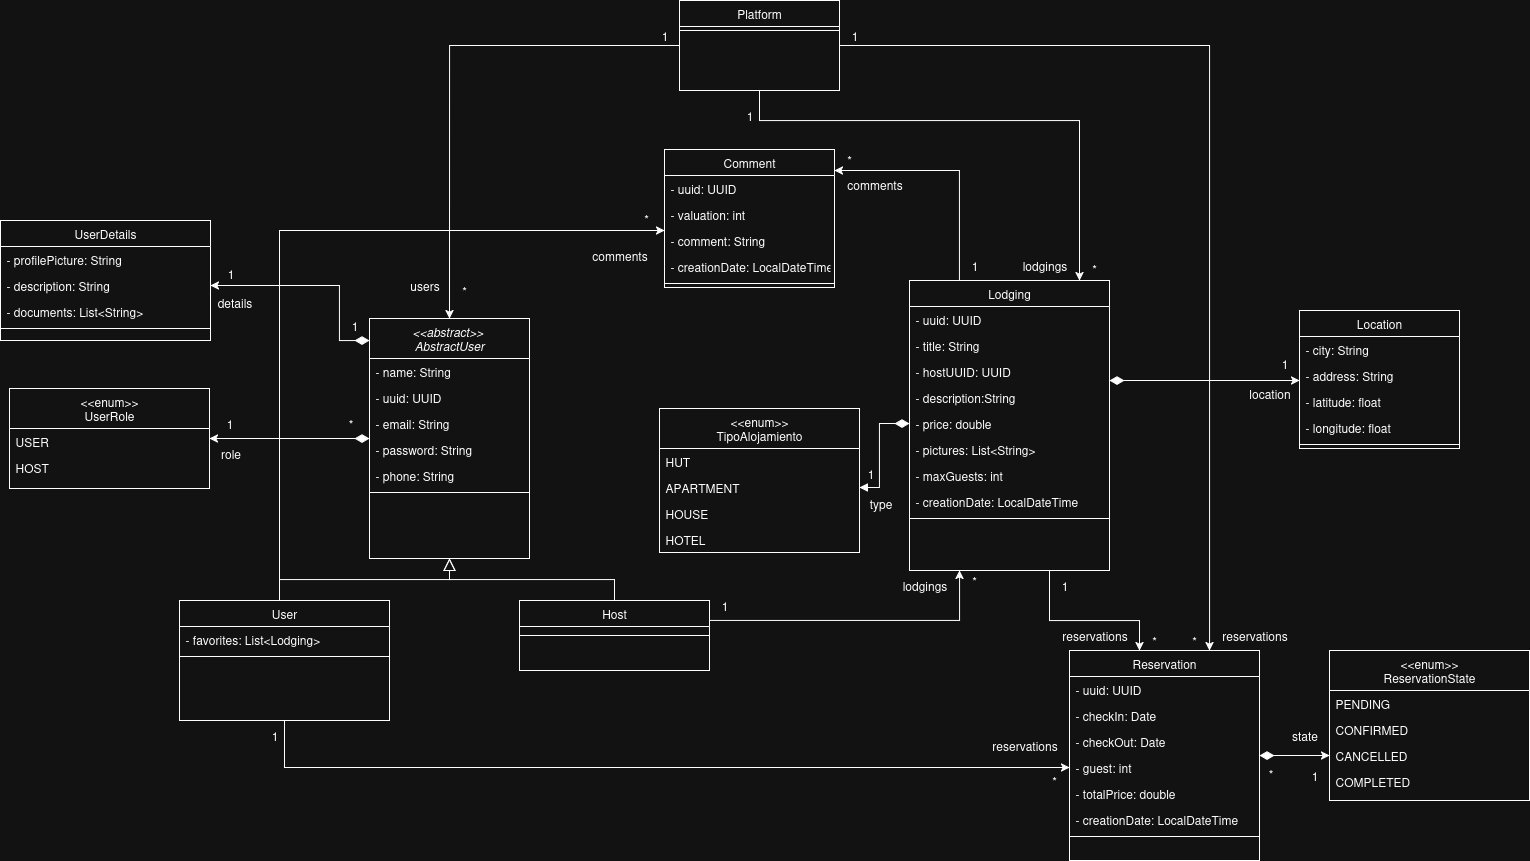 Platform
1
1
1
Comment
- uuid: UUID
- valuation: int
- comment: String
- creationDate: LocalDateTime
*
comments
*
comments
1
lodgings
*
users
*
UserDetails
- profilePicture: String
- description: String
- documents: List<String>
1
details
1
<<abstract>>
AbstractUser
- name: String
- uuid: UUID
- email: String
- password: String
- phone: String
<<enum>>
UserRole
USER
HOST
1
role
*
Lodging
- uuid: UUID
- title: String
- hostUUID: UUID
- description:String
- price: double
- pictures: List<String>
- maxGuests: int
- creationDate: LocalDateTime
Location
- city: String
- address: String
- latitude: float
- longitude: float
1
location
<<enum>>
TipoAlojamiento
HUT
APARTMENT
HOUSE
HOTEL
1
type
User
- favorites: List<Lodging>
1
Host
1
lodgings
*
1
reservations
*
*
reservations
Reservation
- uuid: UUID
- checkIn: Date
- checkOut: Date
- guest: int
- totalPrice: double
- creationDate: LocalDateTime
reservations
*
state
*
1
<<enum>>
ReservationState
PENDING
CONFIRMED
CANCELLED
COMPLETED